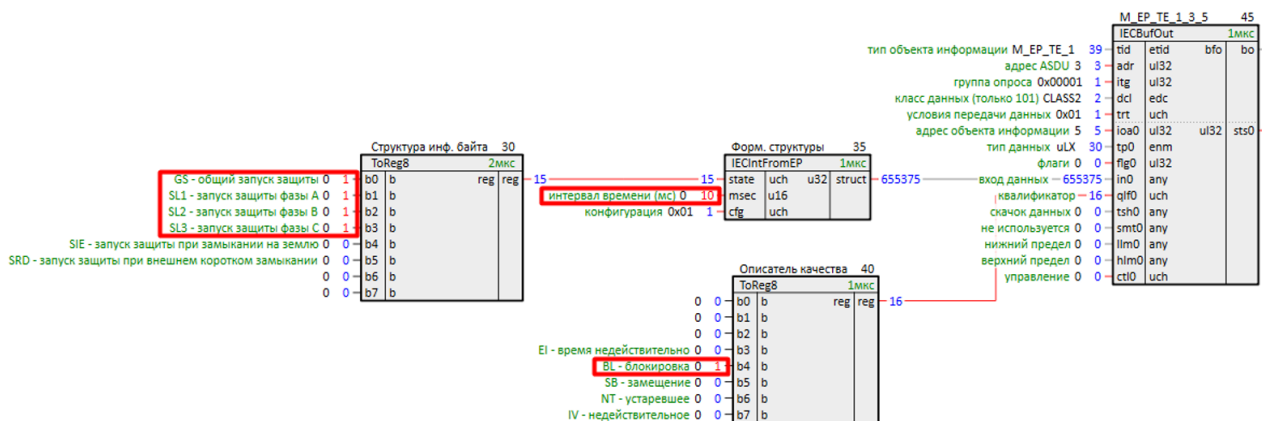 M_EP_TE_1_3_5 45
IECBufOut 1мкс
тип объекта информации M_EP_TE_1 39 tid etid bfo bo
адрес ASDU 3 3 adr ul32
группа опроса 0x00001 1 itg ul32
класс данных (только 101) CLASS2 2 dcl edc
условия передачи данных 0x01 1 trt uch
адрес объекта информации 5 5 ioa0 ul32 ul32 sts0
тип данных uLX 30 tp0 enm
флаги 0 0 flg0 ul32
вход данных 655375 in0 any
квалификатор 16 qlf0 uch
скачок данных 0 0 tsh0 any
не используется 0 0 smt0 any
нижний предел 0 0 llm0 any
верхний предел 0 0 hlm0 any
управление 0 0 ctl0 uch
Структура инф. байта 30
ToReg8 2мкс
GS - общий запуск защиты 0 1 b0 b reg reg 15
SL1 - запуск защиты фазы A 0 1 b1 b
SL2 - запуск защиты фазы B 0 1 b2 b
SL3 - запуск защиты фазы C 0 1 b3 b
SIE - запуск защиты при замыкании на землю 0 0 b4 b
SRD - запуск защиты при внешнем коротком замыкании 0 0 b5 b
0 0 b6 b
0 0 b7 b
Форм. структуры 35
IECIntFromEP 1мкс
15 state uch u32 struct 655375
интервал времени (мс) 0 10 msec u16
конфигурация 0x01 1 cfg uch
Описатель качества 40
ToReg8 1мкс
0 0 b0 b reg reg 16
0 0 b1 b
0 0 b2 b
EI - время недействительно 0 0 b3 b
BL - блокировка 0 1 b4 b
SB - замещение 0 0 b5 b
NT - устаревшее 0 0 b6 b
IV - недействительное 0 0 b7 b